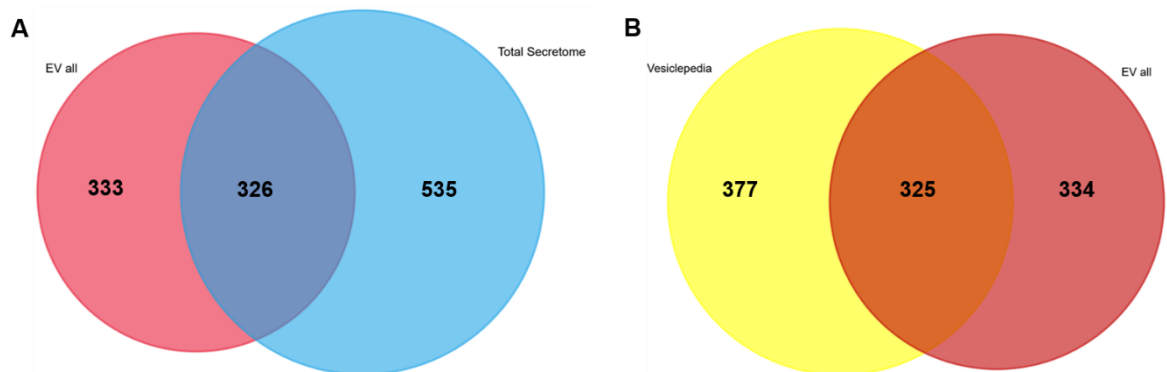 A
EV all
Total Secretome
333
326
535
B
Vesiclepedia
EV all
377
325
334